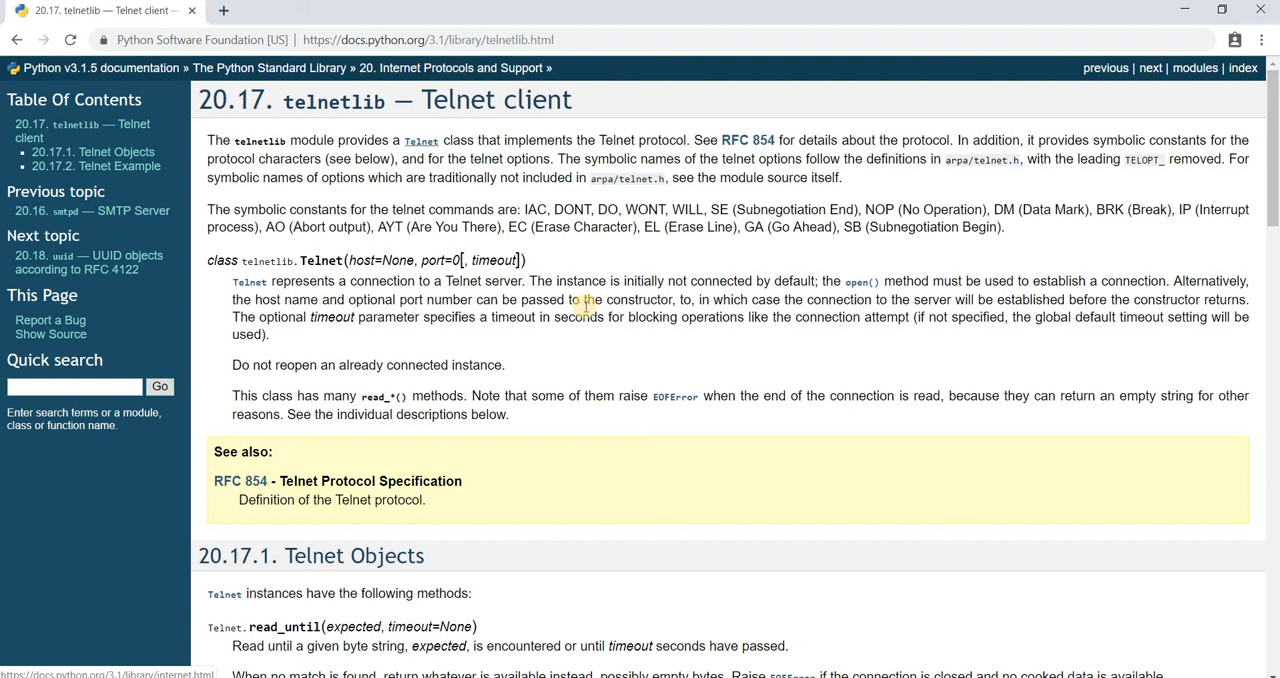 20.17. telnetlib — Telnet client —
Python Software Foundation [US] | https://docs.python.org/3.1/library/telnetlib.html
Python v3.1.5 documentation » The Python Standard Library » 20. Internet Protocols and Support »
previous | next | modules | index
Table Of Contents
20.17. telnetlib — Telnet
client
20.17.1. Telnet Objects
20.17.2. Telnet Example
Previous topic
20.16. smtpd — SMTP Server
Next topic
20.18. uuid — UUID objects
according to RFC 4122
This Page
Report a Bug
Show Source
Quick search
Go
Enter search terms or a module,
class or function name.
20.17. telnetlib — Telnet client
The telnetlib module provides a Telnet class that implements the Telnet protocol. See RFC 854 for details about the protocol. In addition, it provides symbolic constants for the
protocol characters (see below), and for the telnet options. The symbolic names of the telnet options follow the definitions in arpa/telnet.h, with the leading TELOPT_ removed. For
symbolic names of options which are traditionally not included in arpa/telnet.h, see the module source itself.
The symbolic constants for the telnet commands are: IAC, DONT, DO, WONT, WILL, SE (Subnegotiation End), NOP (No Operation), DM (Data Mark), BRK (Break), IP (Interrupt
process), AO (Abort output), AYT (Are You There), EC (Erase Character), EL (Erase Line), GA (Go Ahead), SB (Subnegotiation Begin).
class telnetlib.Telnet(host=None, port=0[, timeout])
Telnet represents a connection to a Telnet server. The instance is initially not connected by default; the open() method must be used to establish a connection. Alternatively,
the host name and optional port number can be passed to the constructor, to, in which case the connection to the server will be established before the constructor returns.
The optional timeout parameter specifies a timeout in seconds for blocking operations like the connection attempt (if not specified, the global default timeout setting will be
used).
Do not reopen an already connected instance.
This class has many read_*() methods. Note that some of them raise EOFError when the end of the connection is read, because they can return an empty string for other
reasons. See the individual descriptions below.
See also:
RFC 854 - Telnet Protocol Specification
Definition of the Telnet protocol.
20.17.1. Telnet Objects
Telnet instances have the following methods:
Telnet.read_until(expected, timeout=None)
Read until a given byte string, expected, is encountered or until timeout seconds have passed.
When no match is found, return whatever is available instead, possibly empty bytes. Raise EOFError if the connection is closed and no cooked data is available.
https://docs.python.org/3.1/library/internet.html